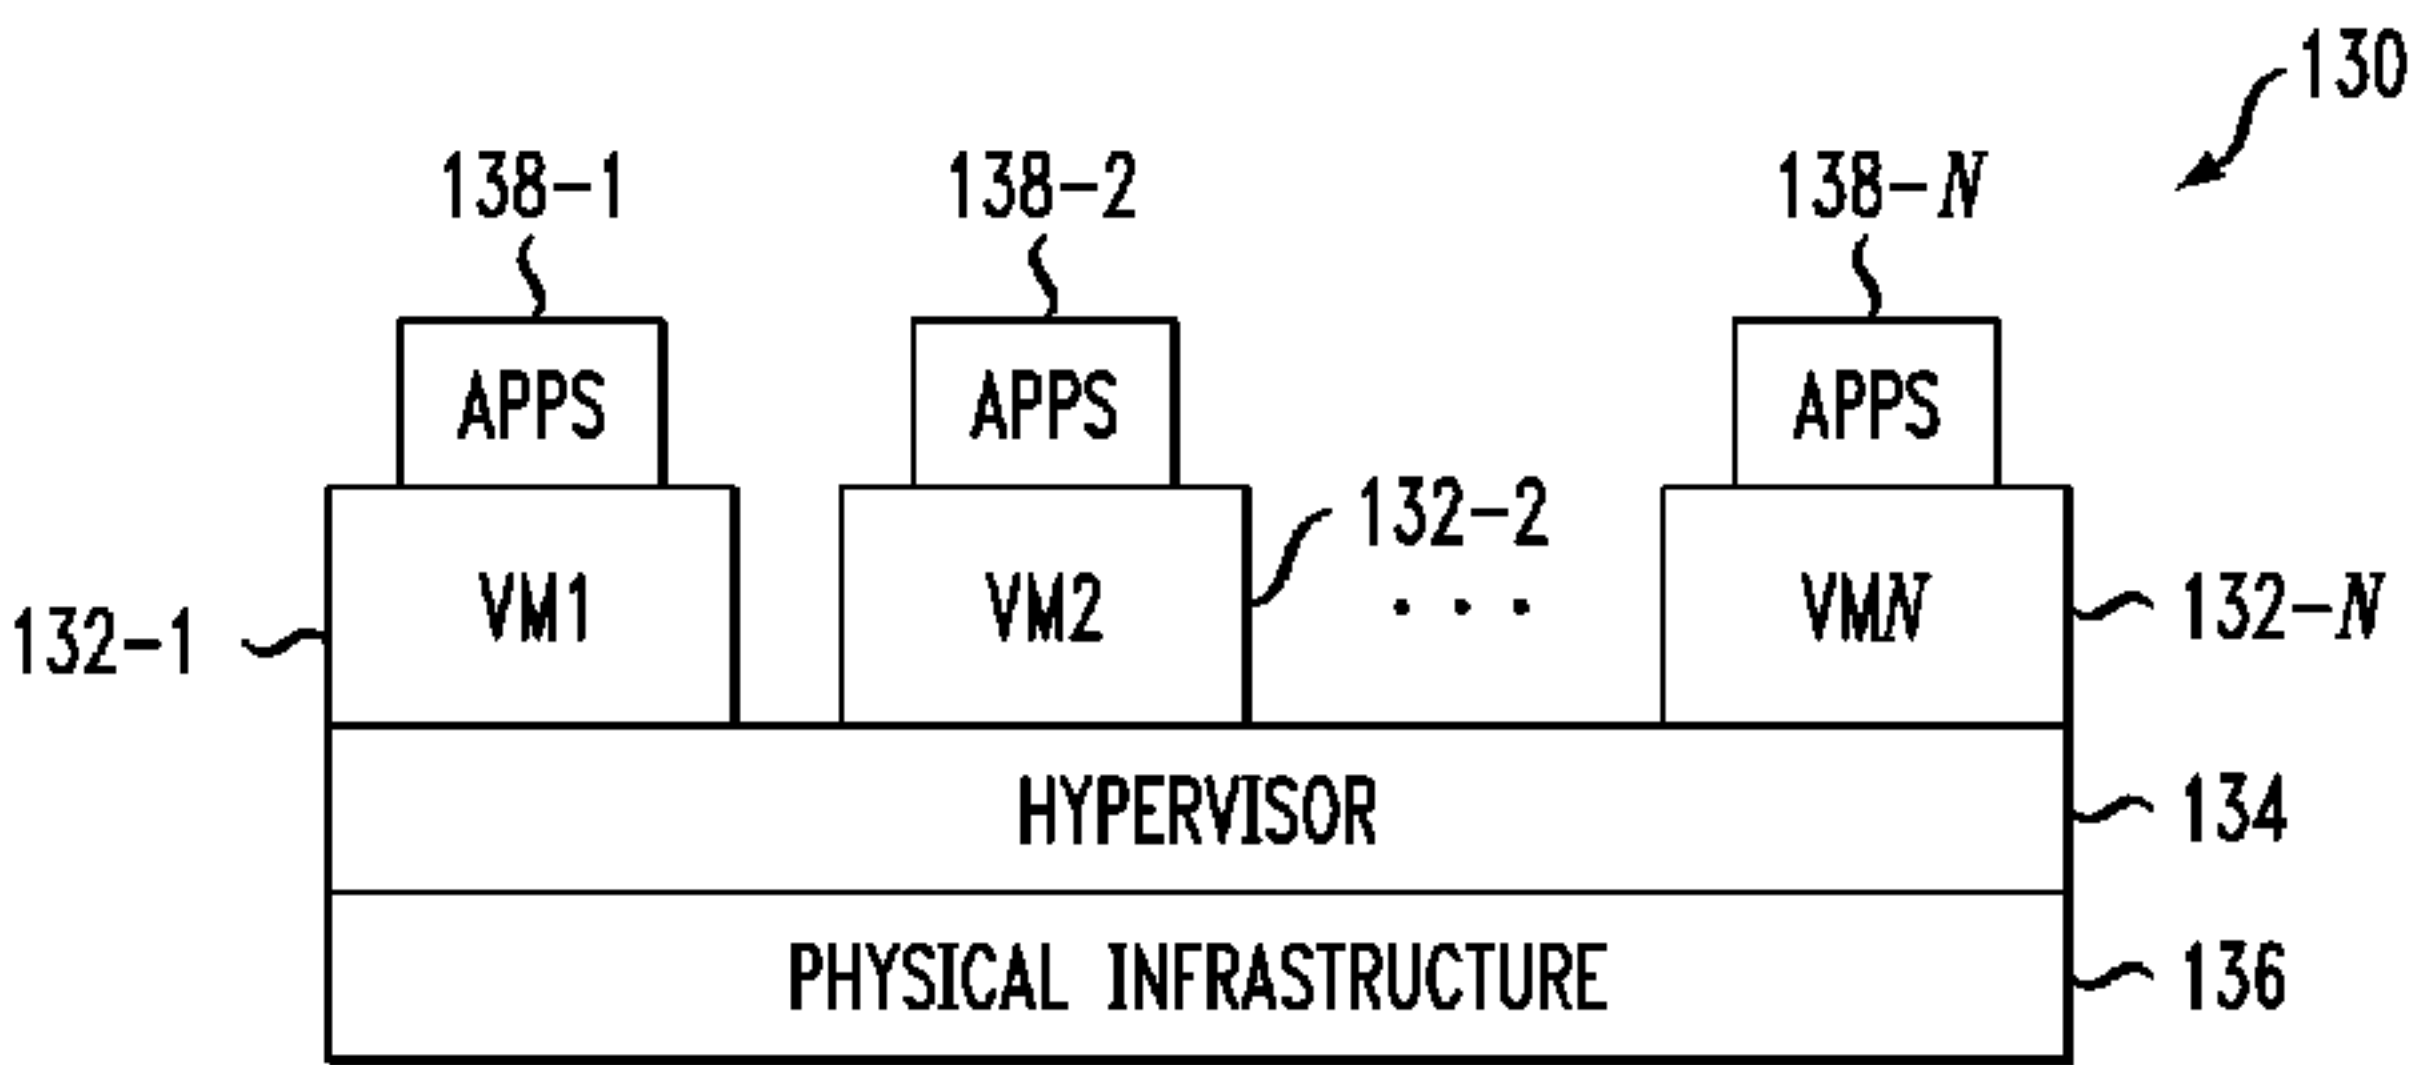 130
138-1 138-2 138-N
APPS APPS APPS
132-2
VM1 VM2 . . . VMN 132-N
132-1
HYPERVISOR 134
PHYSICAL INFRASTRUCTURE 136